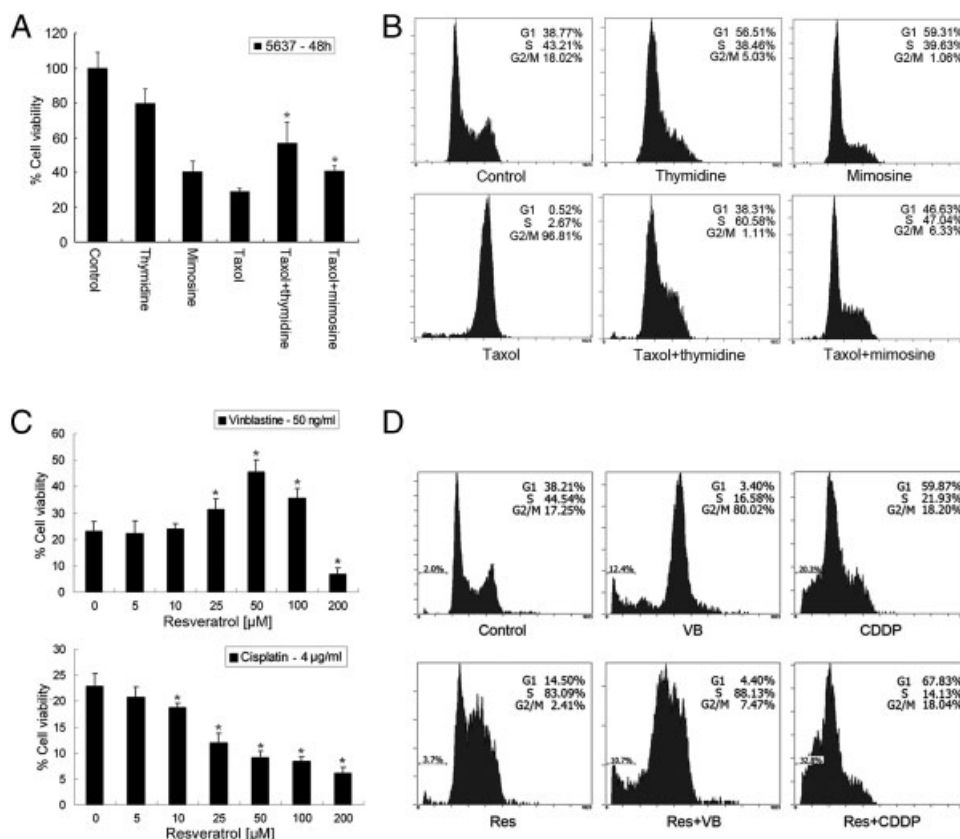 A
5637 - 48h
% Cell viability
120
100
80
60
40
20
0
*
*
Control
Thymidine
Mimosine
Taxol
Taxol+thymidine
Taxol+mimosine
B
G1 38.77%
S 43.21%
G2/M 18.02%
Control
G1 56.51%
S 38.46%
G2/M 5.03%
Thymidine
G1 59.31%
S 39.63%
G2/M 1.06%
Mimosine
G1 0.52%
S 2.67%
G2/M 96.81%
Taxol
G1 38.31%
S 60.58%
G2/M 1.11%
Taxol+thymidine
G1 46.63%
S 47.04%
G2/M 6.33%
Taxol+mimosine
C
Vinblastine - 50 ng/ml
% Cell viability
60
50
40
30
20
10
0
*
*
*
*
0 5 10 25 50 100 200
Resveratrol [µM]
Cisplatin - 4 µg/ml
% Cell viability
30
25
20
15
10
5
0
*
*
*
*
*
0 5 10 25 50 100 200
Resveratrol [µM]
D
G1 38.21%
S 44.54%
G2/M 17.25%
2.0%
Control
G1 3.40%
S 16.58%
G2/M 80.02%
12.4%
VB
G1 59.87%
S 21.93%
G2/M 18.20%
20.3%
CDDP
G1 14.50%
S 83.09%
G2/M 2.41%
3.7%
Res
G1 4.40%
S 88.13%
G2/M 7.47%
10.7%
Res+VB
G1 67.83%
S 14.13%
G2/M 18.04%
32.8%
Res+CDDP